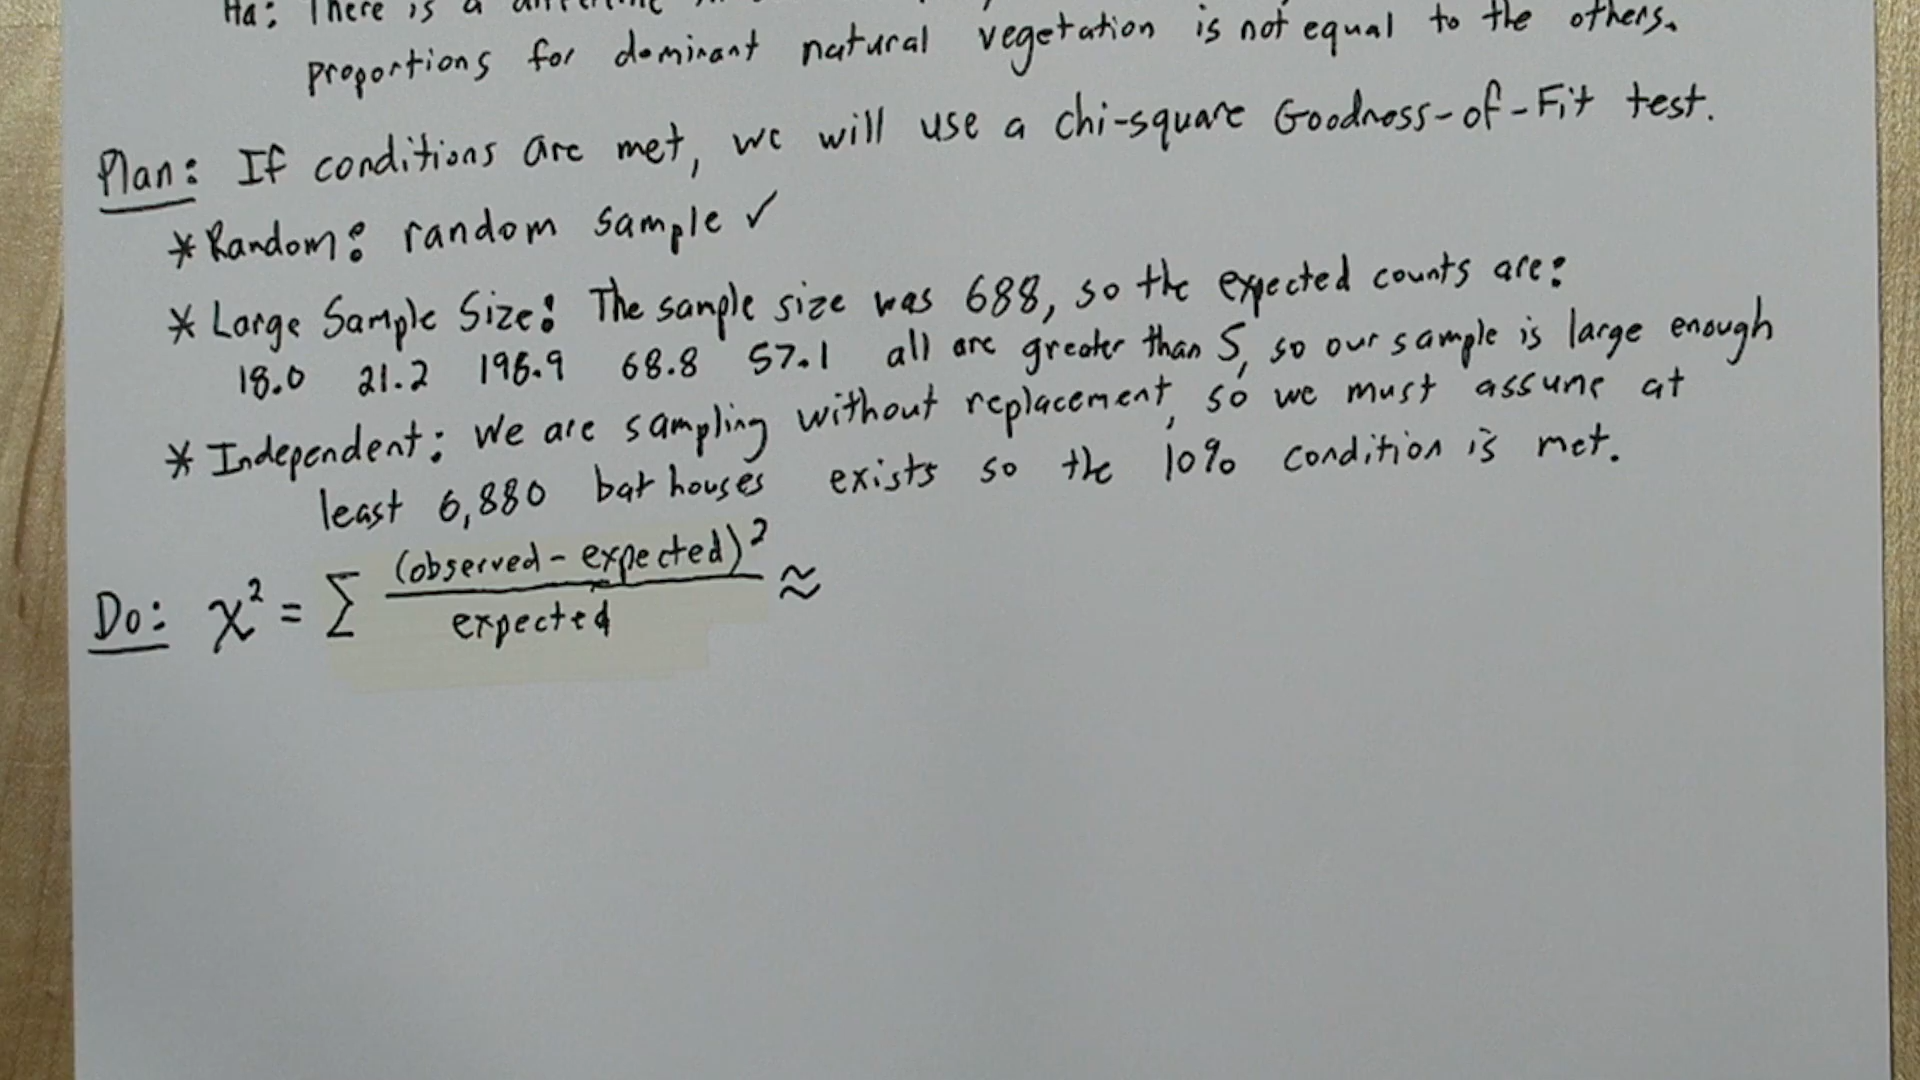 Ha: There is a
proportions for dominant natural vegetation is not equal to the others.
Plan: If conditions are met, we will use a chi-square Goodness-of-Fit test.
* Random: random sample ✓
* Large Sample Size: The sample size was 688, so the expected counts are:
18.0 21.2 196.9 68.8 57.1 all are greater than 5, so our sample is large enough
* Independent: We are sampling without replacement, so we must assume at
least 6,880 bat houses exists so the 10% condition is met.
Do: χ² = Σ (observed - expected)² / expected ≈